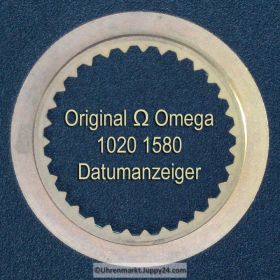 Original Ω Omega
1020 1580
Datumanzeiger
© Uhrenmarkt.Juppy24.com